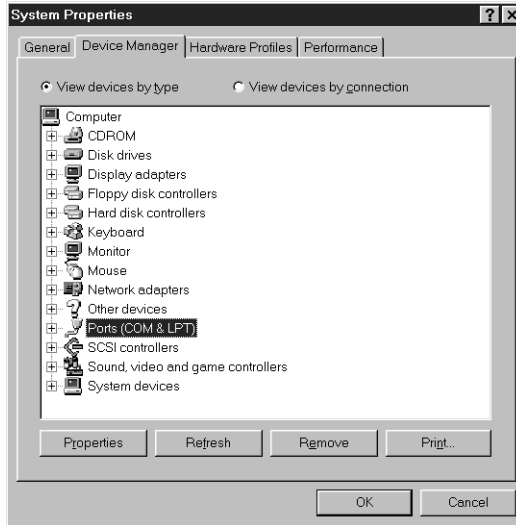 System Properties
General Device Manager Hardware Profiles Performance
View devices by type View devices by connection
Computer
CDROM
Disk drives
Display adapters
Floppy disk controllers
Hard disk controllers
Keyboard
Monitor
Mouse
Network adapters
Other devices
Ports (COM & LPT)
SCSI controllers
Sound, video and game controllers
System devices
Properties Refresh Remove Print...
OK Cancel